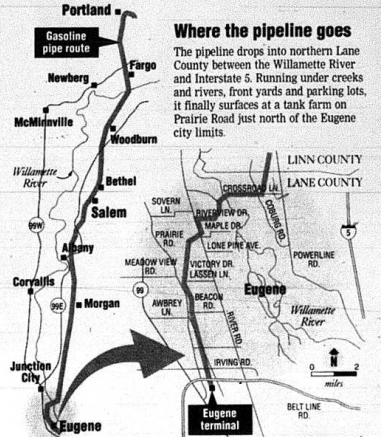 Portland
Gasoline
pipe route
Where the pipeline goes
The pipeline drops into northern Lane
County between the Willamette River
and Interstate 5. Running under creeks
and rivers, front yards and parking lots,
it finally surfaces at a tank farm on
Prairie Road just north of the Eugene
city limits.
Fargo
Newberg
McMinnville
Woodburn
Willamette
River
Bethel
Salem
99W
Albany
Corvallis
99E
Morgan
Junction
City
Eugene
LINN COUNTY
LANE COUNTY
CROSSROAD LN.
SOVERN
LN.
RIVERVIEW DR.
COBURG RD.
5
MAPLE DR.
PRAIRIE
RD.
LONE PINE AVE.
POWERLINE
RD.
MEADOW VIEW
RD.
VICTORY DR.
LASSEN LN.
99
Eugene
BEACON
RD.
AWBREY
LN.
RIVER RD.
Willamette
River
IRVING RD.
N
0 2
miles
Eugene
terminal
BELT LINE
RD.